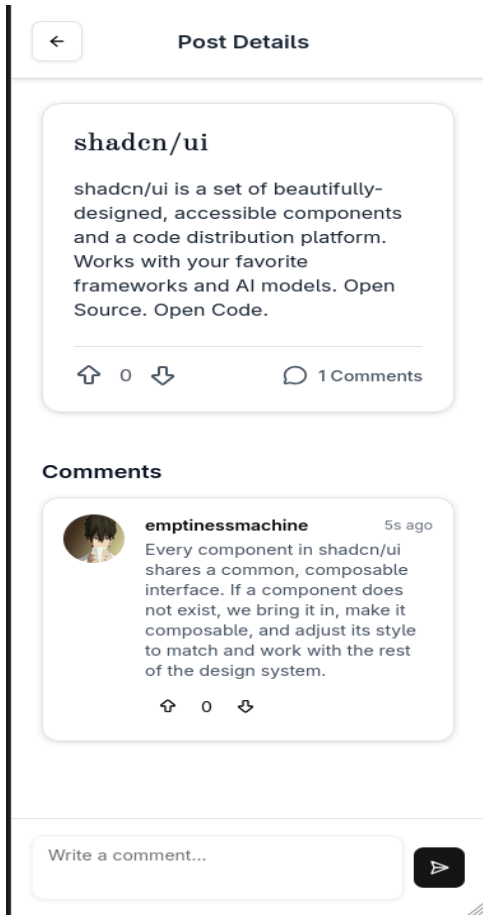 Post Details
shadcn/ui
shadcn/ui is a set of beautifully-
designed, accessible components
and a code distribution platform.
Works with your favorite
frameworks and AI models. Open
Source. Open Code.
0
1 Comments
Comments
emptinessmachine
5s ago
Every component in shadcn/ui
shares a common, composable
interface. If a component does
not exist, we bring it in, make it
composable, and adjust its style
to match and work with the rest
of the design system.
0
Write a comment...